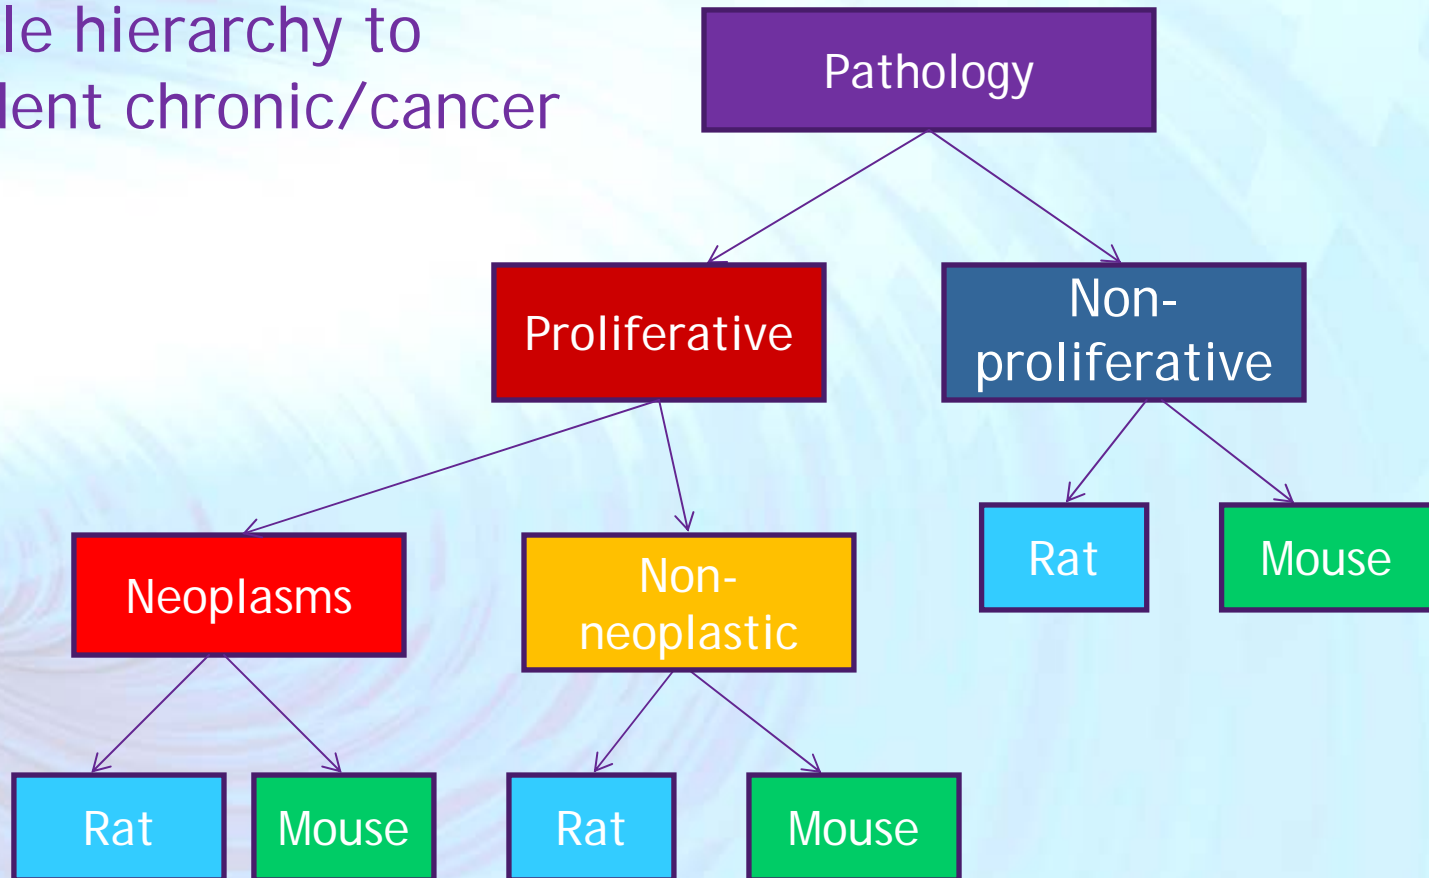 le hierarchy to
lent chronic/cancer
Pathology
Proliferative
Non-
proliferative
Rat
Mouse
Neoplasms
Non-
neoplastic
Rat
Mouse
Rat
Mouse